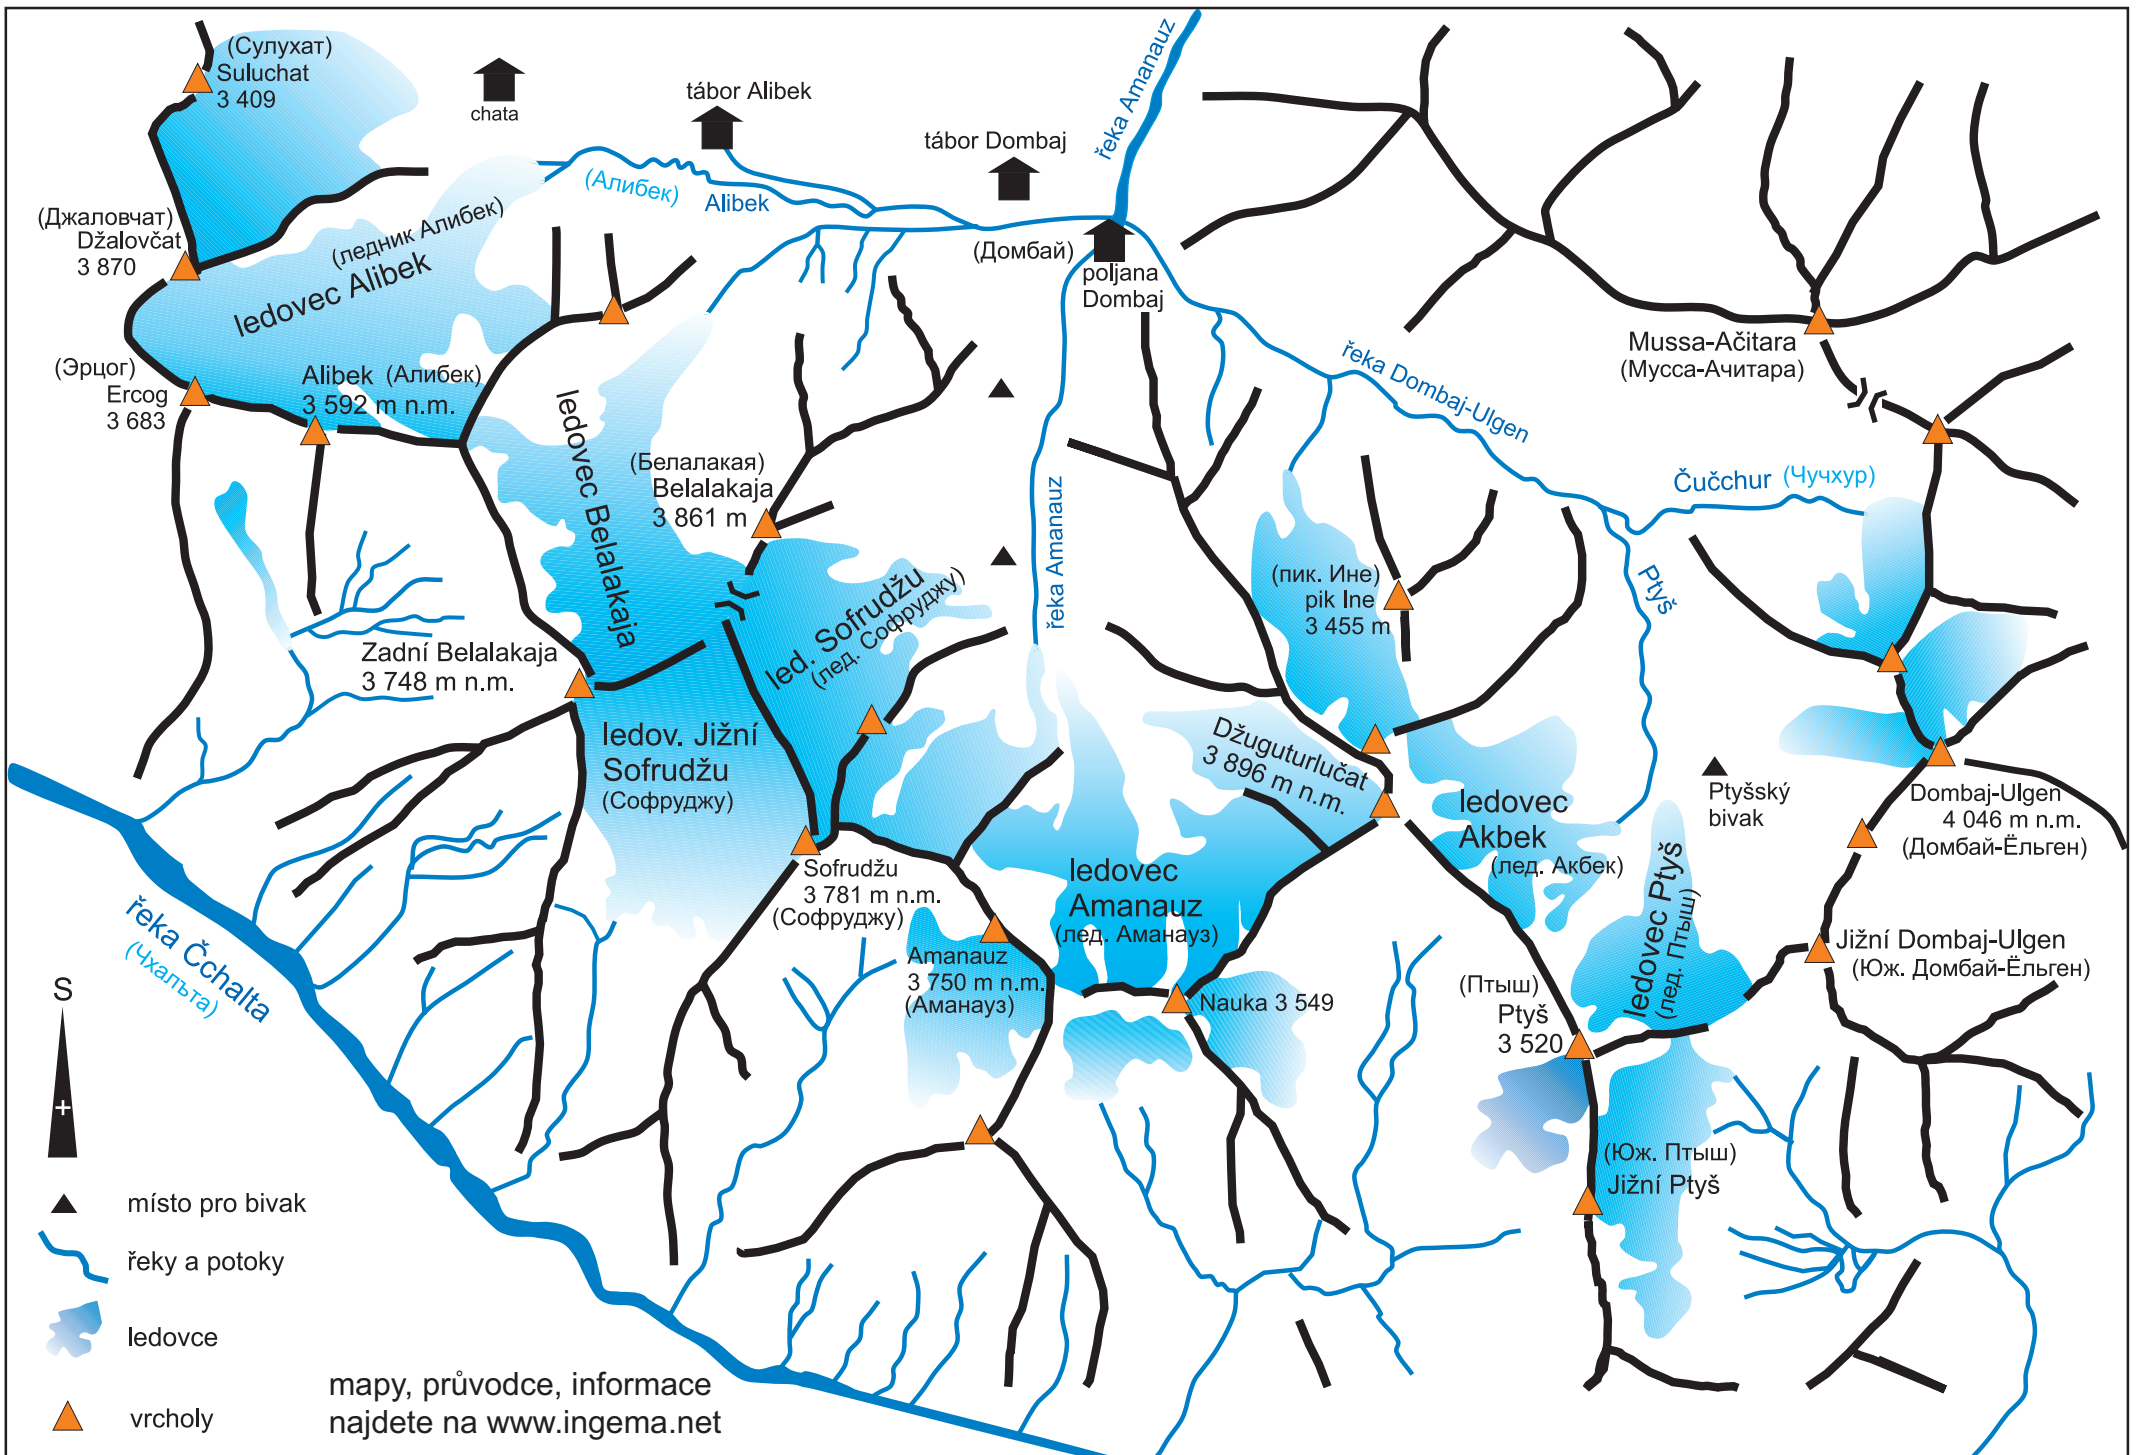 (Сулухат)
Suluchat
3 409
chata
tábor Alibek
tábor Dombaj
řeka Amanauz
(Алибек)
Alibek
(Джаловчат)
Džalovčat
3 870
(ледник Алибек)
ledovec Alibek
(Домбай)
poljana
Dombaj
řeka Dombaj-Ulgen
Mussa-Ačitara
(Мусса-Ачитара)
(Эрцог)
Ercog
3 683
Alibek (Алибек)
3 592 m n.m.
ledovec Belalakaja
(Белалакая)
Belalakaja
3 861 m
řeka Amanauz
Čučchur (Чучхур)
Ptyš
(пик. Ине)
pik Ine
3 455 m
led. Sofrudžu
(лед. Софруджу)
Zadní Belalakaja
3 748 m n.m.
ledov. Jižní
Sofrudžu
(Софруджу)
Džuguturlučat
3 896 m n.m.
ledovec
Akbek
(лед. Акбек)
Ptyšský
bivak
Dombaj-Ulgen
4 046 m n.m.
(Домбай-Ёльген)
Sofrudžu
3 781 m n.m.
(Софруджу)
ledovec
Amanauz
(лед. Аманауз)
ledovec Ptyš
(лед. Птыш)
řeka Čchalta
(Чхалъта)
Amanauz
3 750 m n.m.
(Аманауз)
Nauka 3 549
(Птыш)
Ptyš
3 520
Jižní Dombaj-Ulgen
(Юж. Домбай-Ёльген)
(Юж. Птыш)
Jižní Ptyš
S
+
místo pro bivak
řeky a potoky
ledovce
vrcholy
mapy, průvodce, informace
najdete na www.ingema.net